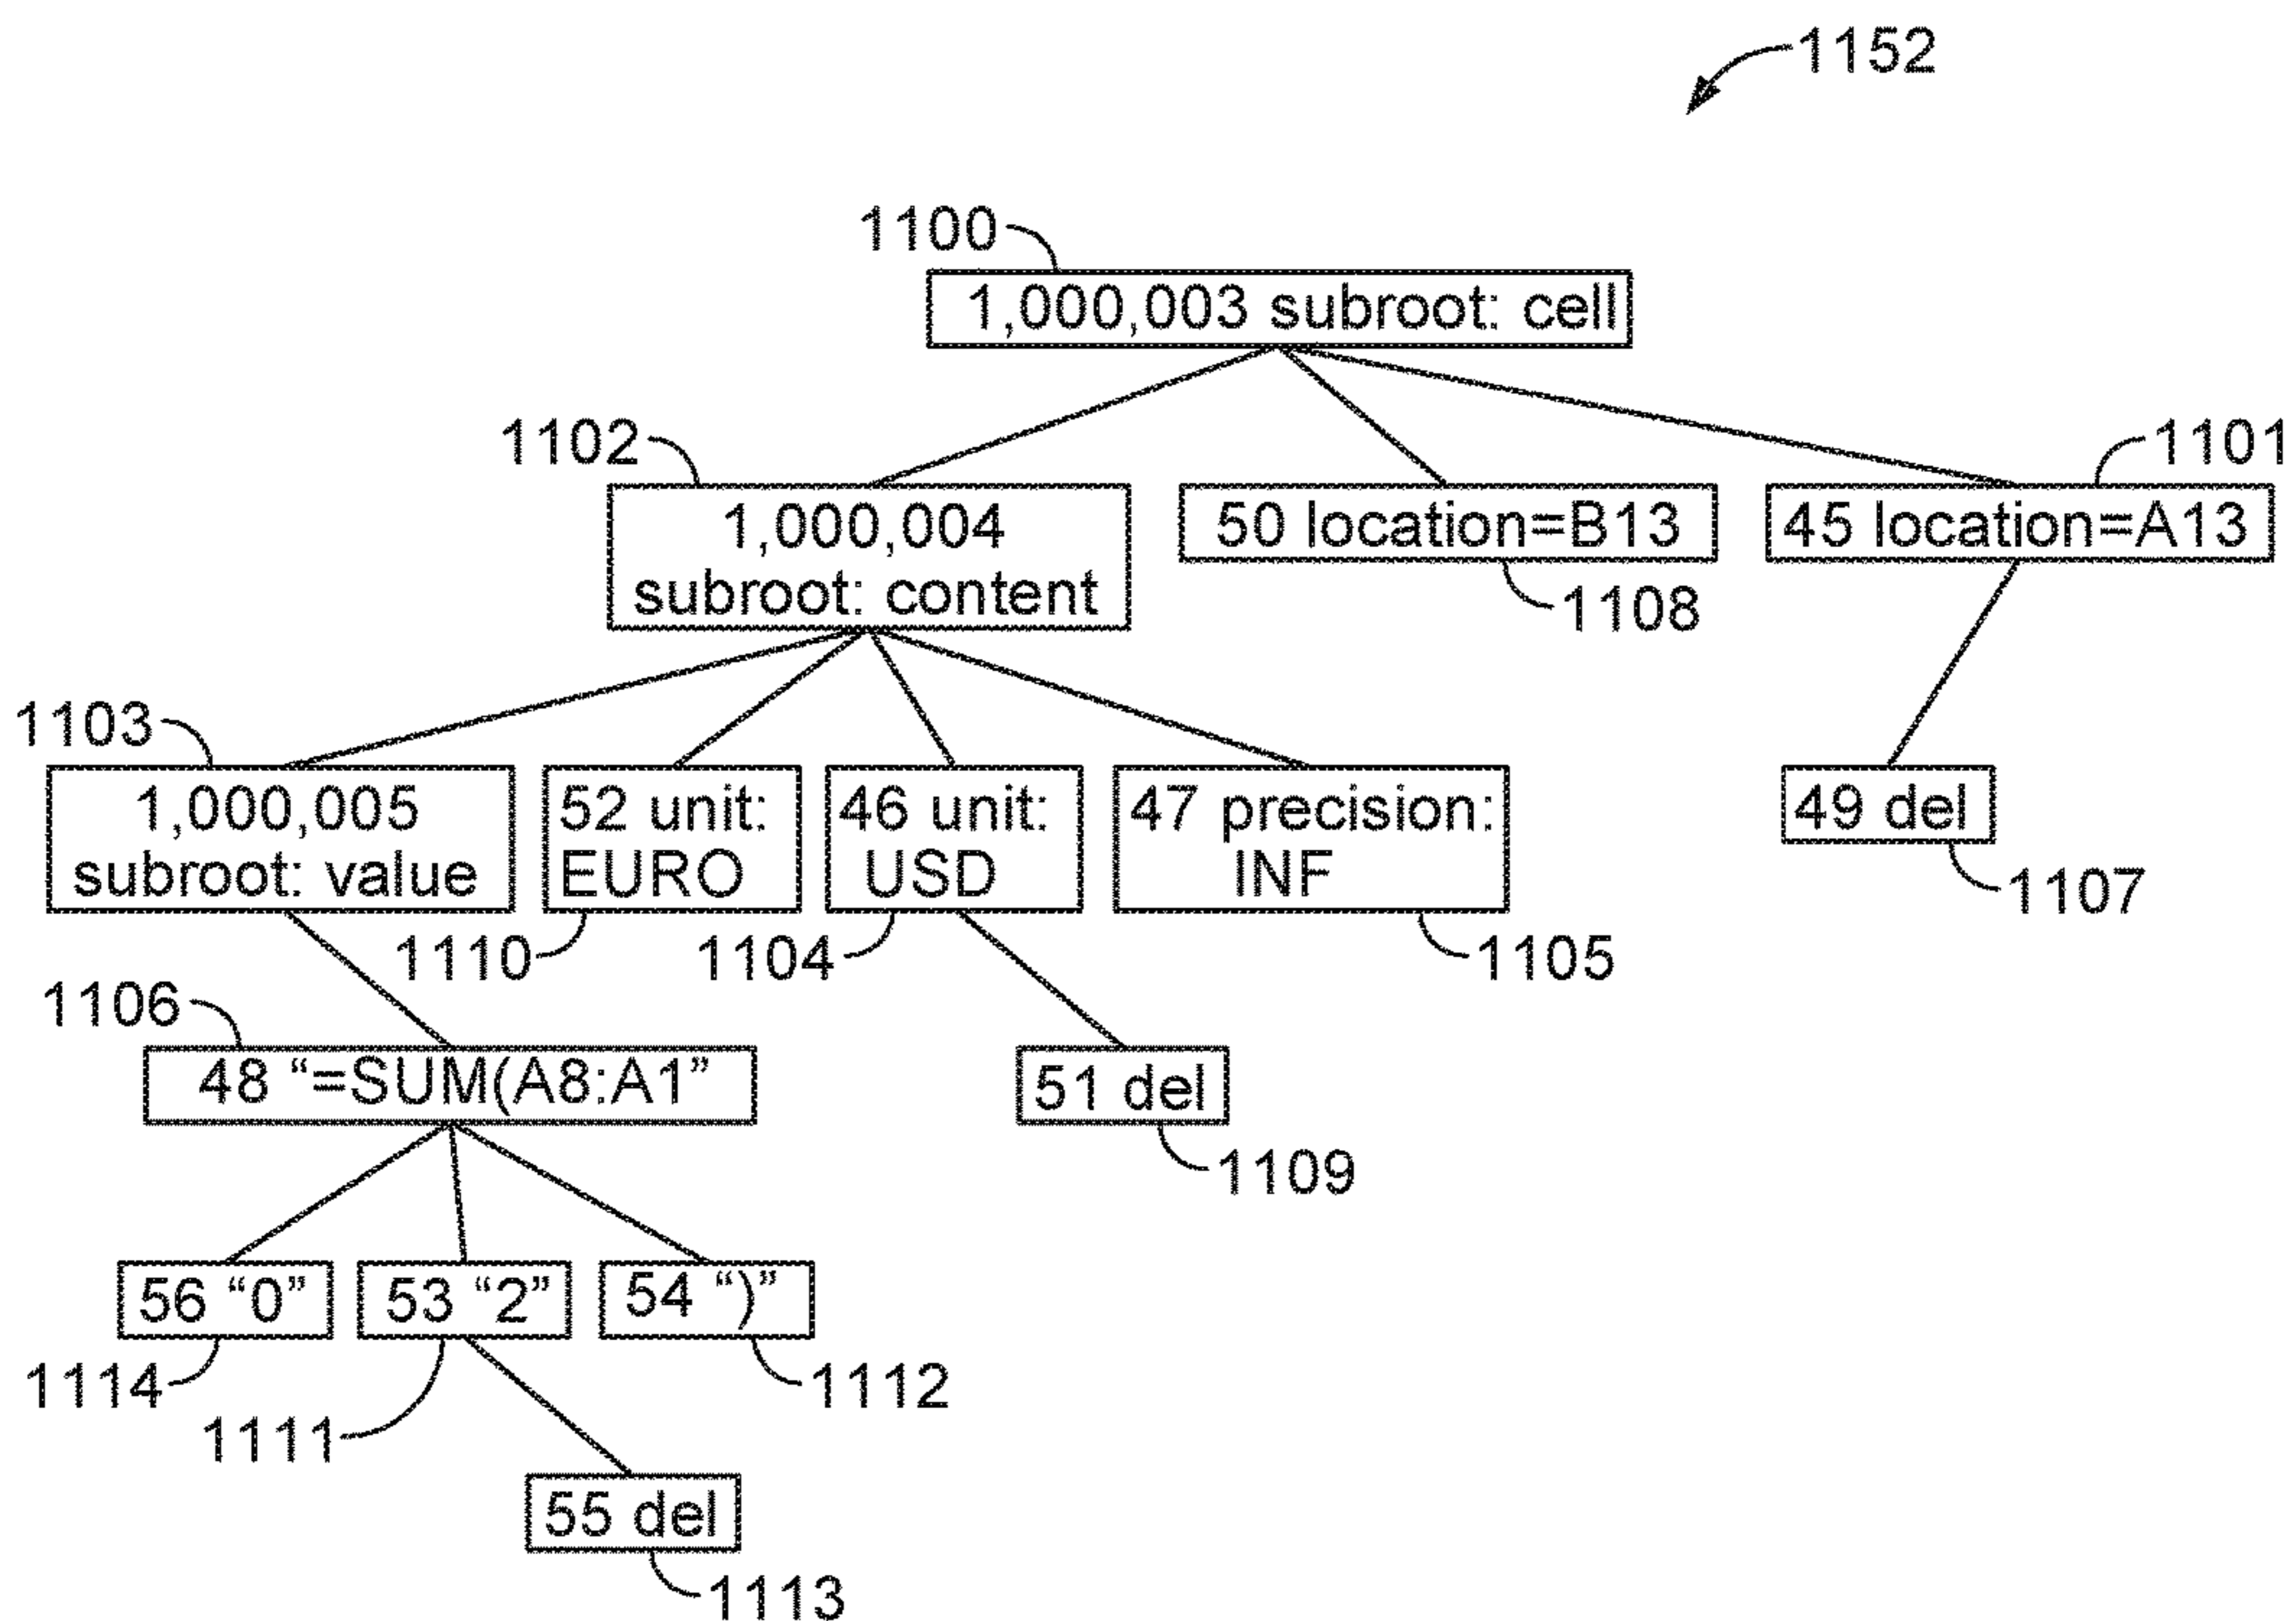 1152
1100
1,000,003 subroot: cell
1102
1101
1,000,004
subroot: content
50 location=B13
45 location=A13
1108
1103
1,000,005
subroot: value
52 unit:
EURO
46 unit:
USD
47 precision:
INF
49 del
1107
1110
1104
1105
1106
48 “=SUM(A8:A1”
51 del
1109
56 “0”
53 “2”
54 “)”
1114
1111
1112
55 del
1113